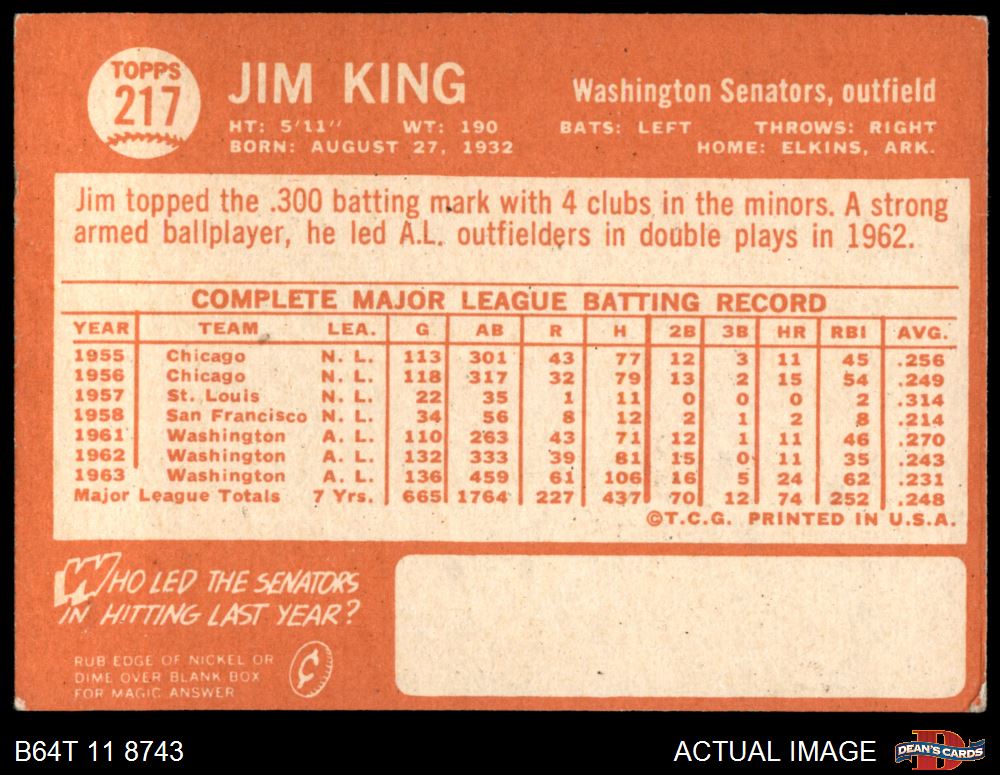 TOPPS
217
JIM KING
Washington Senators, outfield
HT: 5'11" WT: 190 BATS: LEFT THROWS: RIGHT
BORN: AUGUST 27, 1932 HOME: ELKINS, ARK.
Jim topped the .300 batting mark with 4 clubs in the minors. A strong
armed ballplayer, he led A.L. outfielders in double plays in 1962.
COMPLETE MAJOR LEAGUE BATTING RECORD
YEAR TEAM LEA. G AB R H 2B 3B HR RBI AVG.
1955 Chicago N. L. 113 301 43 77 12 3 11 45 .256
1956 Chicago N. L. 118 317 32 79 13 2 15 54 .249
1957 St. Louis N. L. 22 35 1 11 0 0 0 2 .314
1958 San Francisco N. L. 34 56 8 12 2 1 2 8 .214
1961 Washington A. L. 110 263 43 71 12 1 11 46 .270
1962 Washington A. L. 132 333 39 81 15 0 11 35 .243
1963 Washington A. L. 136 459 61 106 16 5 24 62 .231
Major League Totals 7 Yrs. 665 1764 227 437 70 12 74 252 .248
©T.C.G. PRINTED IN U.S.A.
WHO LED THE SENATORS
IN HITTING LAST YEAR?
RUB EDGE OF NICKEL OR
DIME OVER BLANK BOX
FOR MAGIC ANSWER
¢
B64T 11 8743
ACTUAL IMAGE
D
DEAN'S CARDS